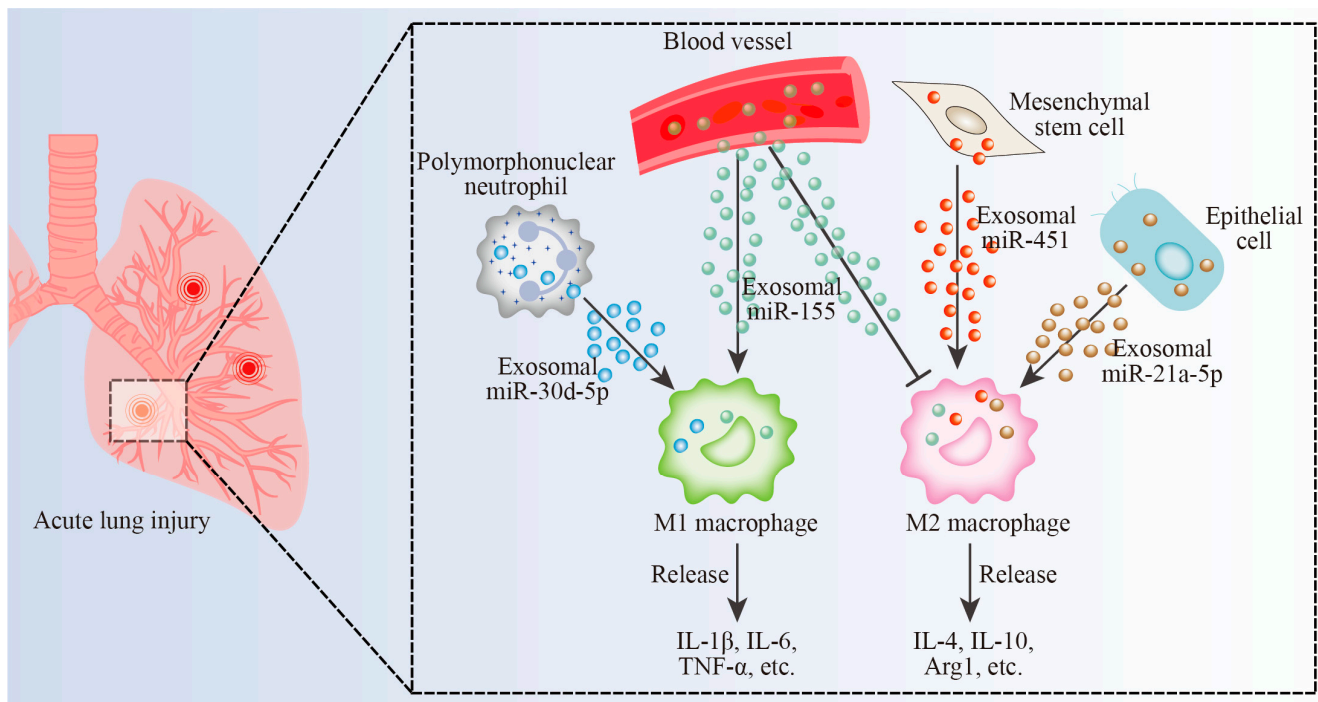 Blood vessel
Mesenchymal
stem cell
Polymorphonuclear
neutrophil
Epithelial
cell
Exosomal
miR-451
Exosomal
miR-155
Exosomal
miR-30d-5p
Exosomal
miR-21a-5p
Acute lung injury
M1 macrophage
M2 macrophage
Release
Release
IL-1β, IL-6,
TNF-α, etc.
IL-4, IL-10,
Arg1, etc.